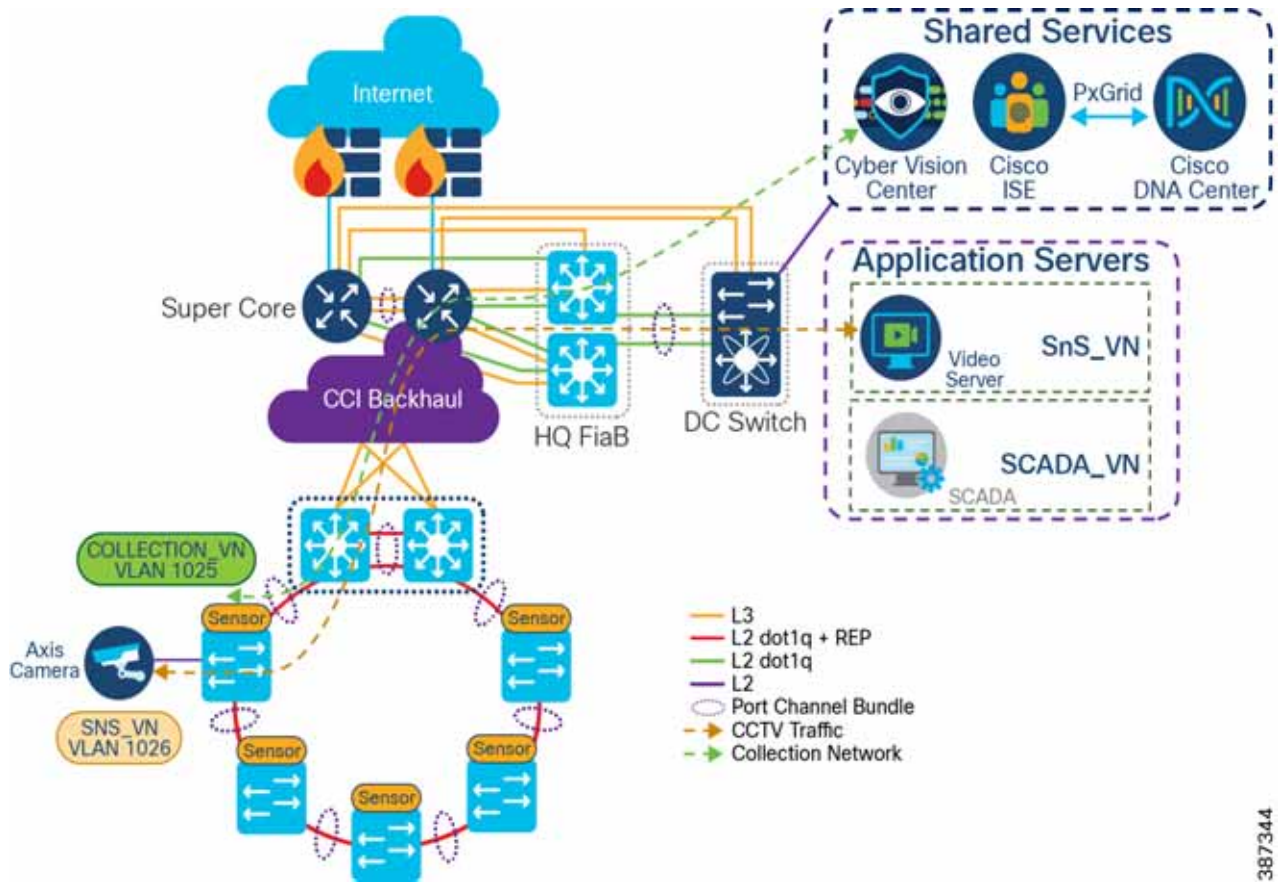 Shared Services
Internet
PxGrid
Cyber Vision
Center
Cisco
ISE
Cisco
DNA Center
Super Core
Application Servers
Video
Server
SnS_VN
CCI Backhaul
HQ FiaB
DC Switch
SCADA_VN
SCADA
COLLECTION_VN
VLAN 1025
Sensor
Sensor
Axis
Camera
SNS_VN
VLAN 1026
Sensor
Sensor
Sensor
L3
L2 dot1q + REP
L2 dot1q
L2
Port Channel Bundle
CCTV Traffic
Collection Network
387344